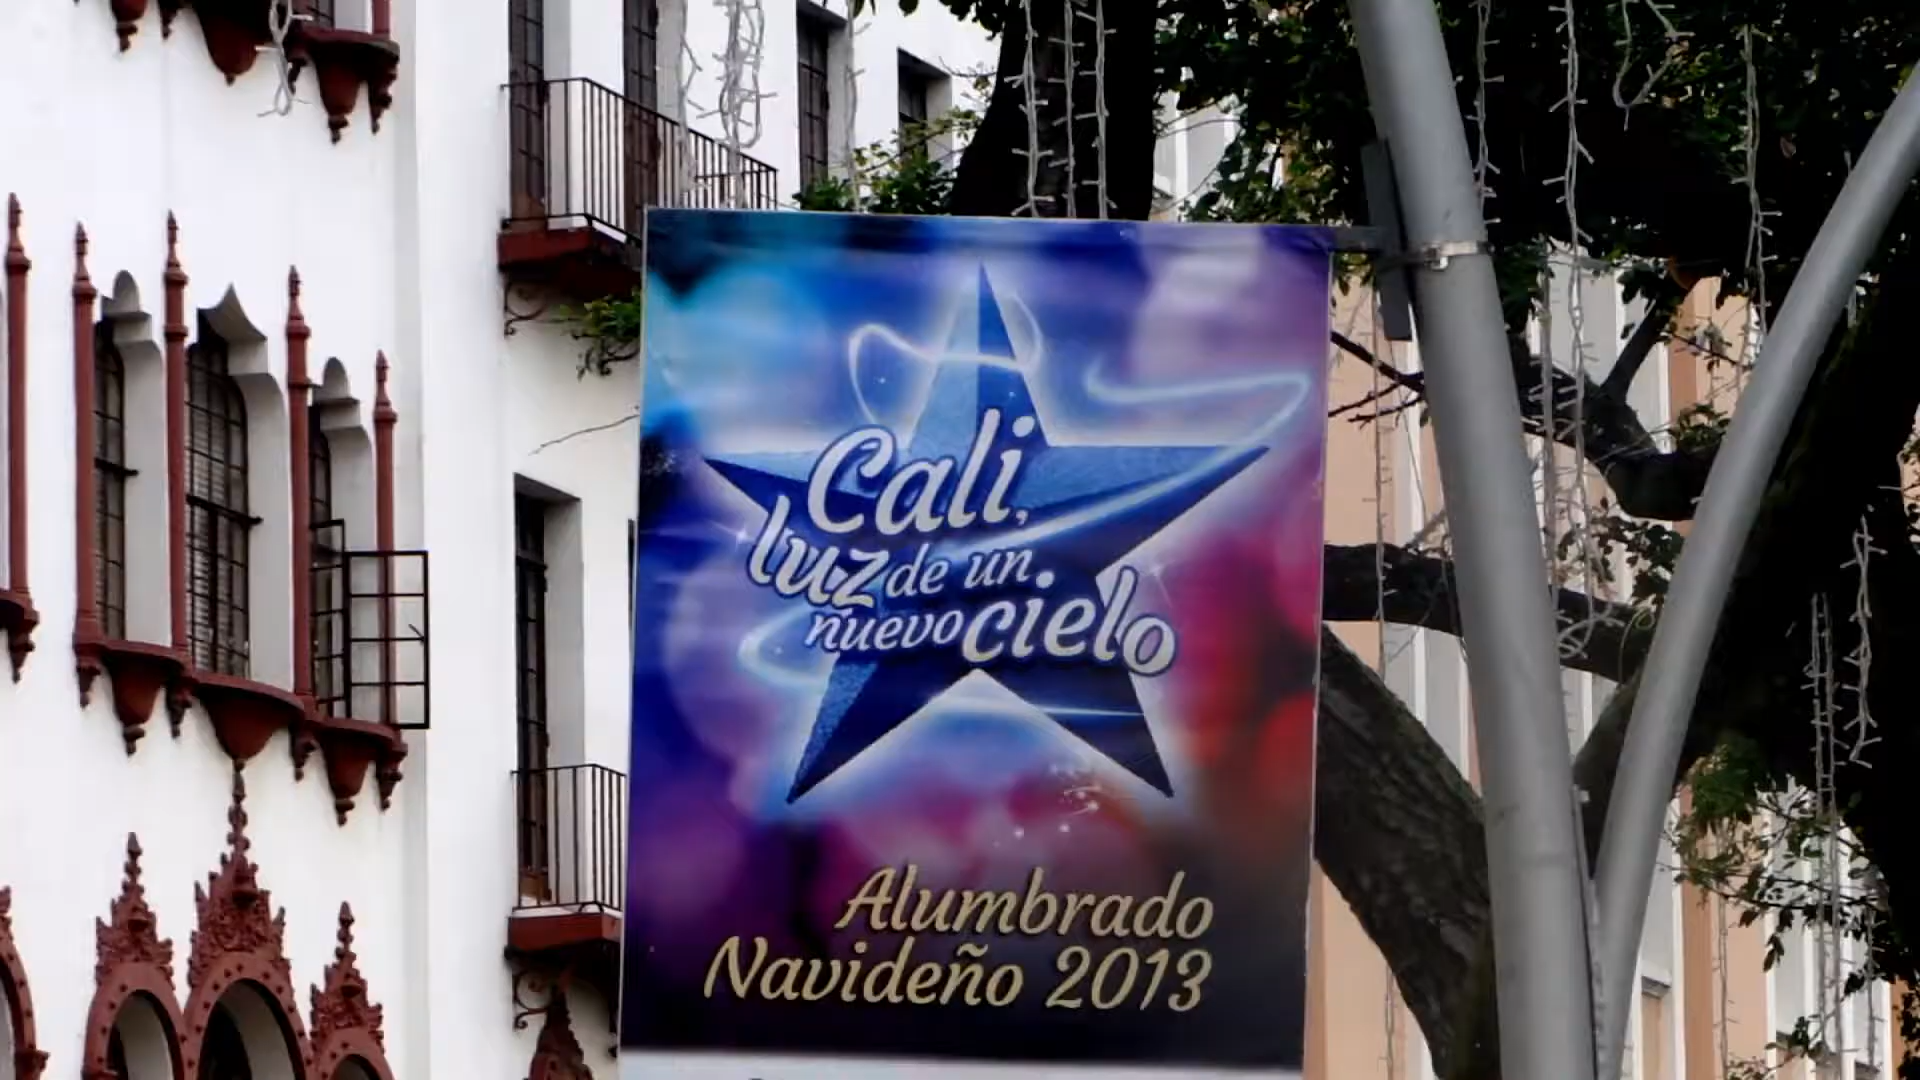 Cali,
luz de un
nuevo cielo
Alumbrado
Navideño 2013